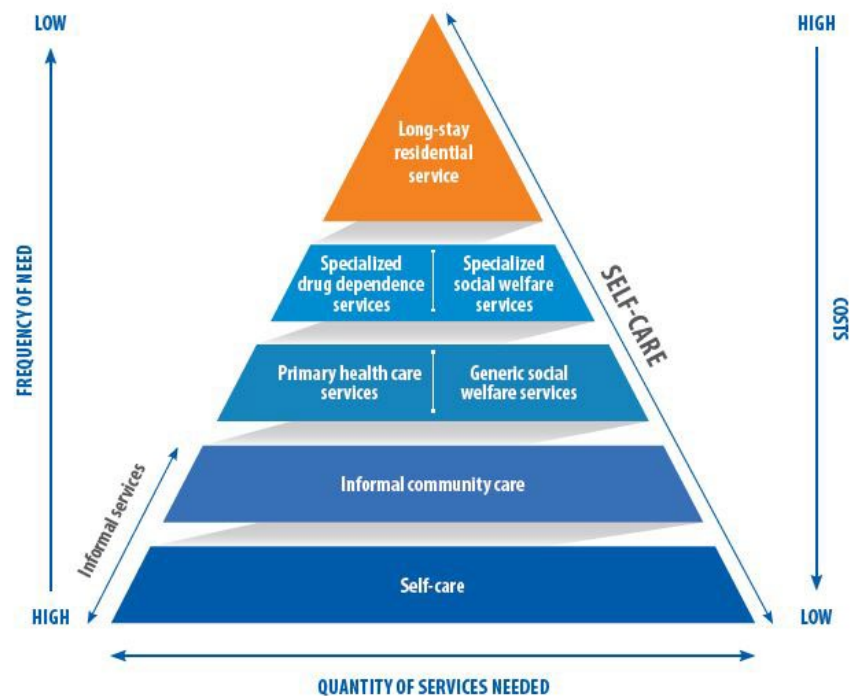 LOW
HIGH
Long-stay
residential
service
Specialized
drug dependence
services
Specialized
social welfare
services
SELF-CARE
FREQUENCY OF NEED
COSTS
Primary health care
services
Generic social
welfare services
Informal services
Informal community care
Self-care
HIGH
LOW
QUANTITY OF SERVICES NEEDED